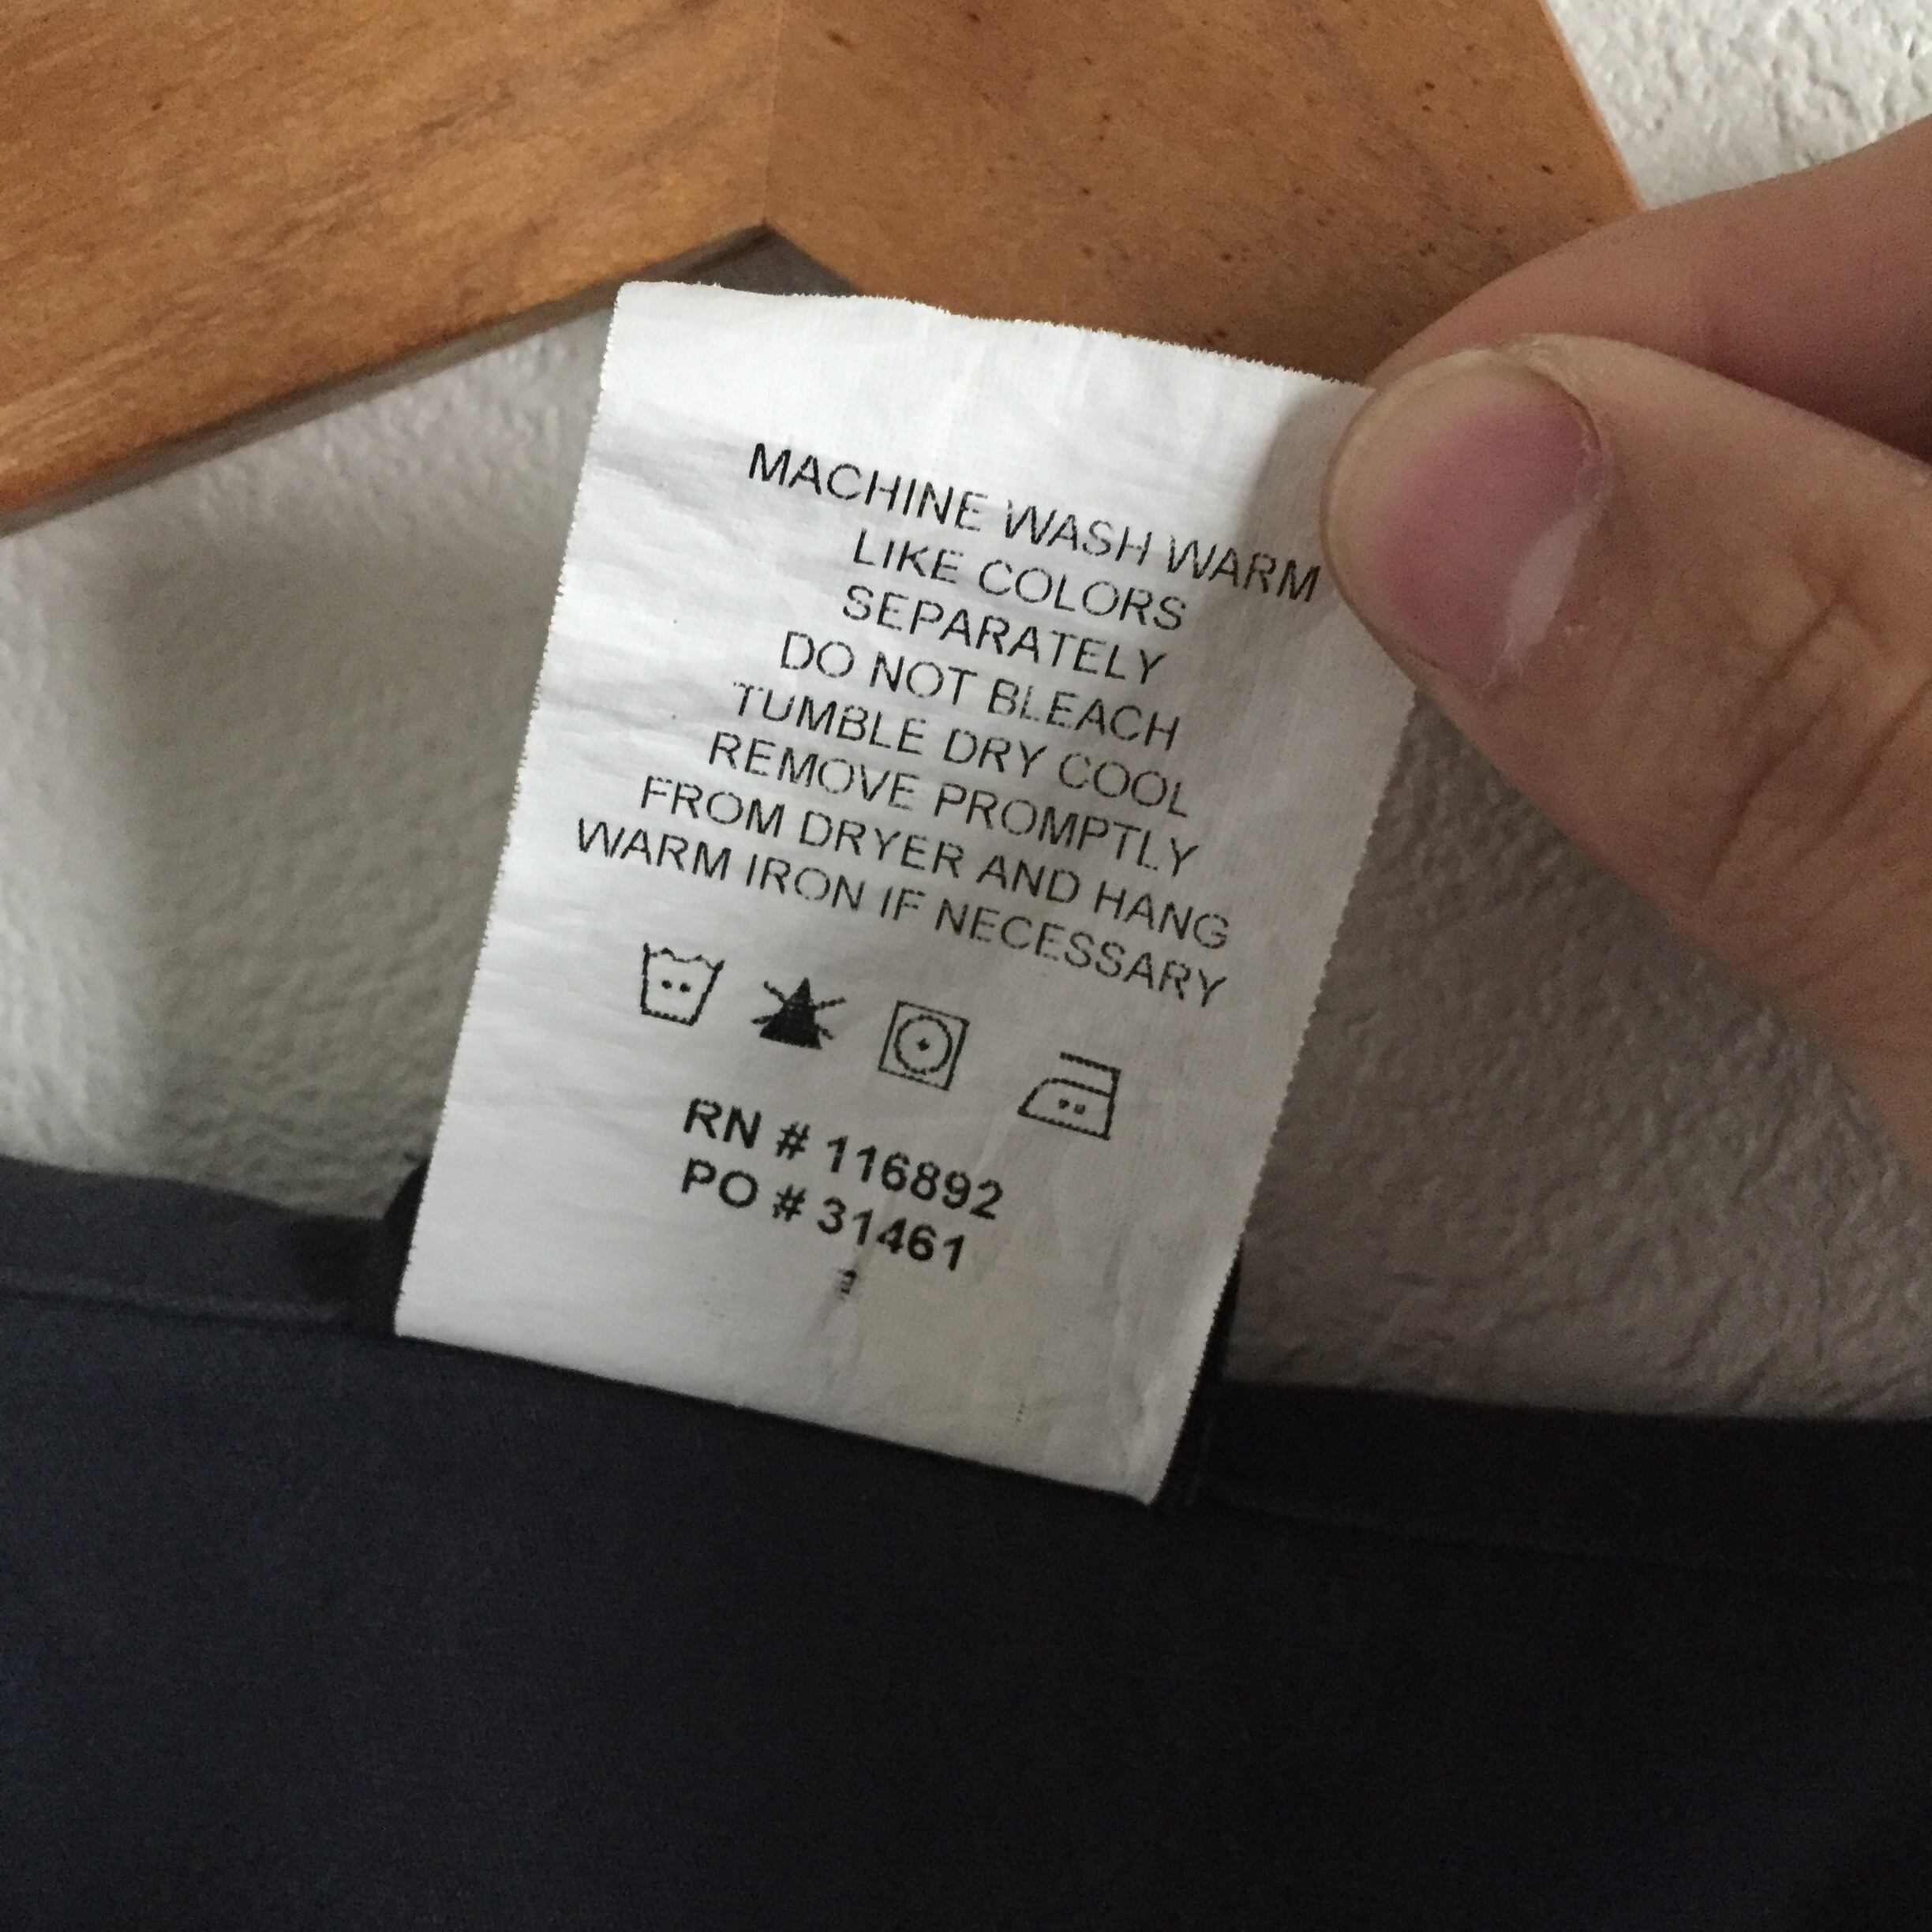 MACHINE WASH WARM
LIKE COLORS
SEPARATELY
DO NOT BLEACH
TUMBLE DRY COOL
REMOVE PROMPTLY
FROM DRYER AND HANG
WARM IRON IF NECESSARY
RN # 116892
PO # 31461